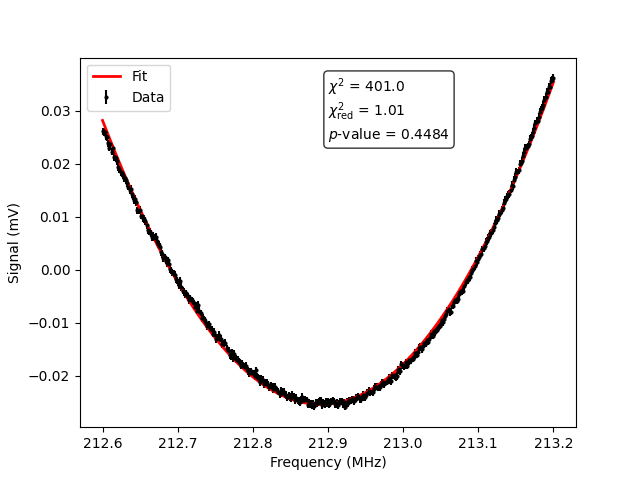 Fit
Data
χ² = 401.0
χ²red = 1.01
p-value = 0.4484
Signal (mV)
0.03
0.02
0.01
0.00
−0.01
−0.02
212.6 212.7 212.8 212.9 213.0 213.1 213.2
Frequency (MHz)